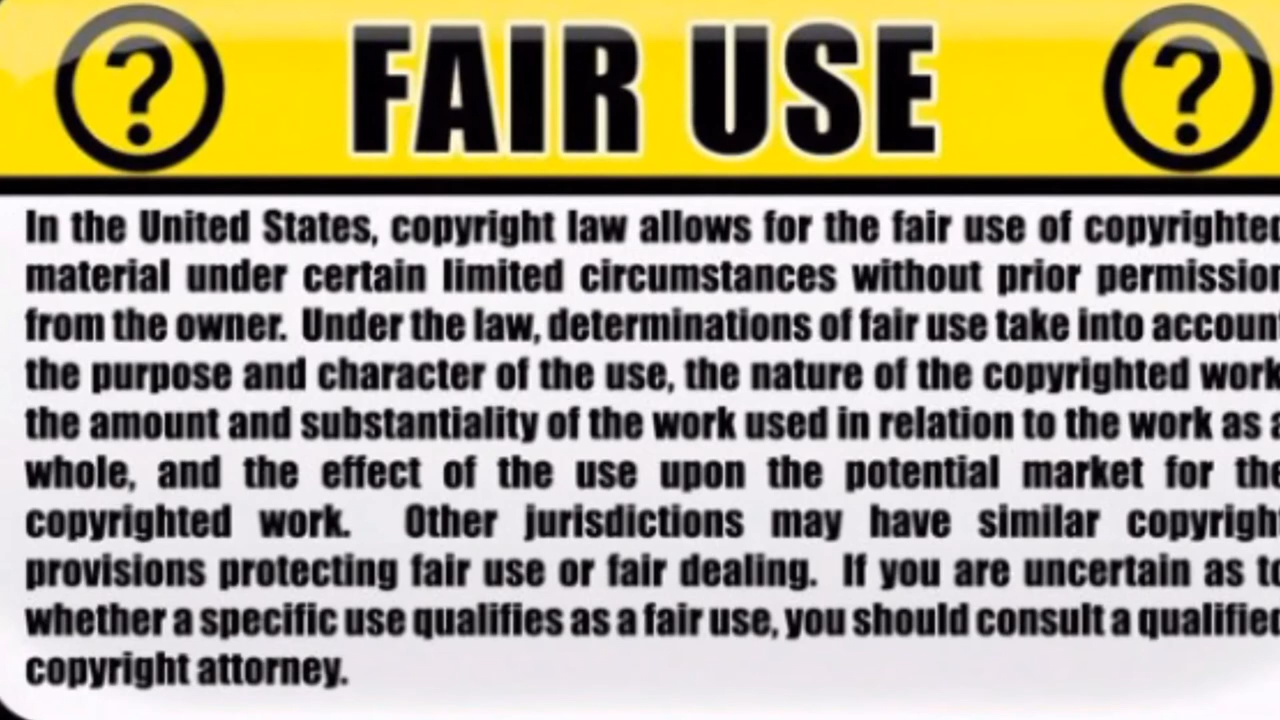 ? FAIR USE ?
In the United States, copyright law allows for the fair use of copyrighted
material under certain limited circumstances without prior permission
from the owner. Under the law, determinations of fair use take into account
the purpose and character of the use, the nature of the copyrighted work
the amount and substantiality of the work used in relation to the work as a
whole, and the effect of the use upon the potential market for the
copyrighted work. Other jurisdictions may have similar copyright
provisions protecting fair use or fair dealing. If you are uncertain as to
whether a specific use qualifies as a fair use, you should consult a qualified
copyright attorney.